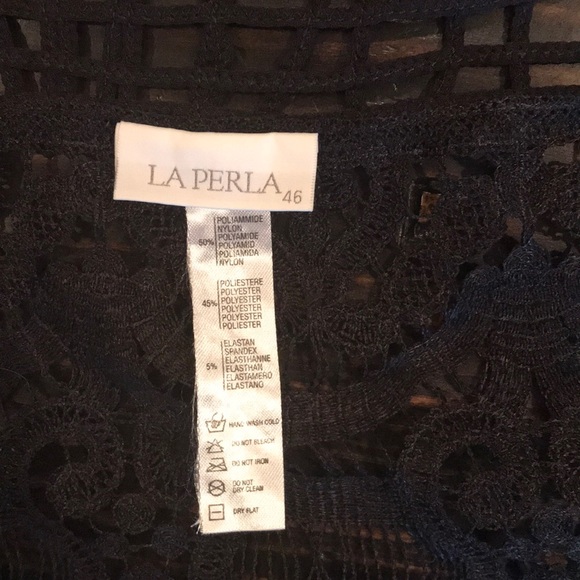 LA PERLA 46
50% POLIAMMIDE
NYLON
POLYAMIDE
POLYAMID
POLIAMIDA
NYLON
45% POLIESTERE
POLYESTER
POLYESTER
POLYESTER
POLYESTER
POLIESTER
5% ELASTAN
SPANDEX
ELASTHANNE
ELASTHAN
ELASTAMERO
ELASTANO
HAND WASH COLD
DO NOT BLEACH
DO NOT IRON
DO NOT
DRY CLEAN
DRY FLAT